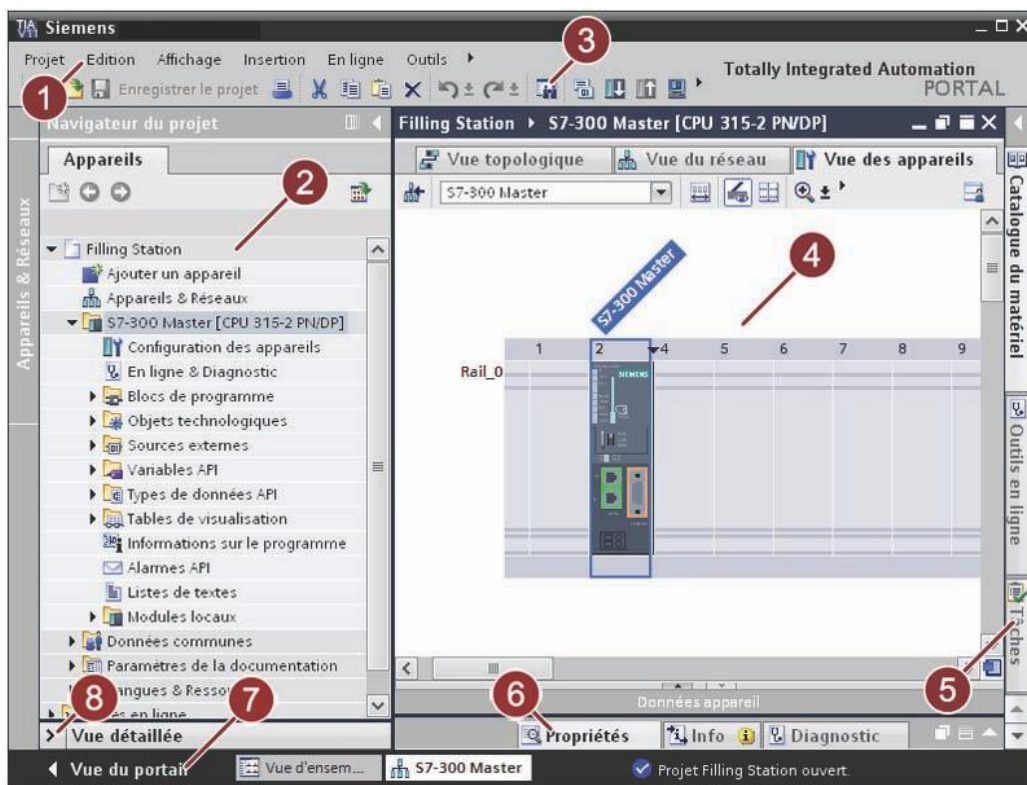 Siemens
Projet Edition Affichage Insertion En ligne Outils
3
1
Enregistrer le projet
Totally Integrated Automation
PORTAL
Navigateur du projet
Filling Station S7-300 Master [CPU 315-2 PN/DP]
Appareils
Vue topologique
Vue du réseau
Vue des appareils
2
S7-300 Master
Appareils & Réseaux
Catalogue du matériel
Outils en ligne
Tâches
Filling Station
Ajouter un appareil
Appareils & Réseaux
S7-300 Master [CPU 315-2 PN/DP]
Configuration des appareils
En ligne & Diagnostic
Blocs de programme
Objets technologiques
Sources externes
Variables API
Types de données API
Tables de visualisation
Informations sur le programme
Alarmes API
Listes de textes
Modules locaux
Données communes
Paramètres de la documentation
S7-300 Master
4
1 2 4 5 6 7 8 9
Rail_0
SIEMENS
5
8
7
6
Données appareil
Vue détaillée
Propriétés
Info
Diagnostic
Vue du portail
Vue d'ensem...
S7-300 Master
Projet Filling Station ouvert.